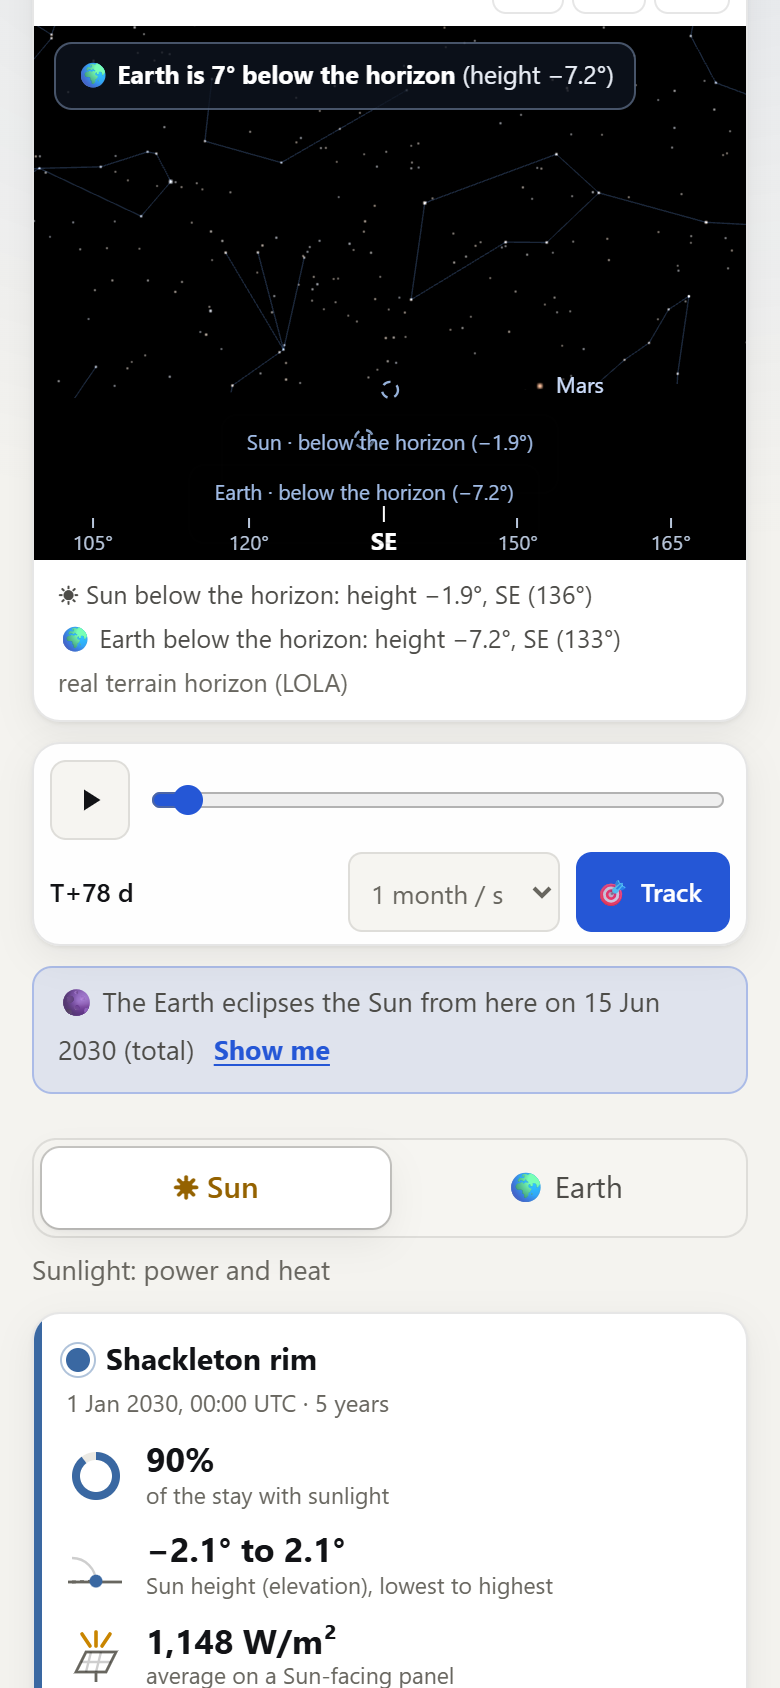 Earth is 7° below the horizon (height −7.2°)
Mars
Sun · below the horizon (−1.9°)
Earth · below the horizon (−7.2°)
105° 120° SE 150° 165°
Sun below the horizon: height −1.9°, SE (136°)
Earth below the horizon: height −7.2°, SE (133°)
real terrain horizon (LOLA)
T+78 d 1 month / s Track
The Earth eclipses the Sun from here on 15 Jun
2030 (total) Show me
Sun Earth
Sunlight: power and heat
Shackleton rim
1 Jan 2030, 00:00 UTC · 5 years
90%
of the stay with sunlight
−2.1° to 2.1°
Sun height (elevation), lowest to highest
1,148 W/m²
average on a Sun-facing panel